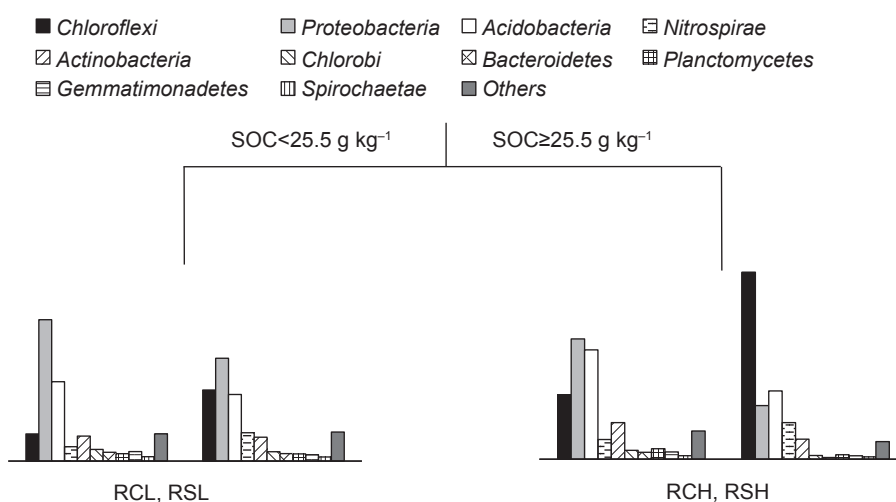 Chloroflexi Proteobacteria Acidobacteria Nitrospirae
Actinobacteria Chlorobi Bacteroidetes Planctomycetes
Gemmatimonadetes Spirochaetae Others
SOC<25.5 g kg⁻¹ SOC≥25.5 g kg⁻¹
RCL, RSL RCH, RSH